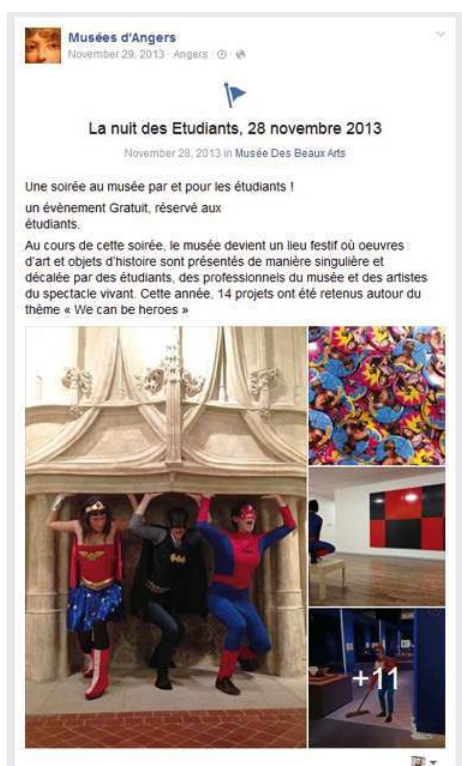 Musées d'Angers
November 29, 2013 · Angers ·
La nuit des Etudiants, 28 novembre 2013
November 28, 2013 in Musée Des Beaux Arts
Une soirée au musée par et pour les étudiants !
un évènement Gratuit, réservé aux
étudiants.
Au cours de cette soirée, le musée devient un lieu festif où oeuvres
d'art et objets d'histoire sont présentés de manière singulière et
décalée par des étudiants, des professionnels du musée et des artistes
du spectacle vivant. Cette année, 14 projets ont été retenus autour du
thème « We can be heroes »
+11